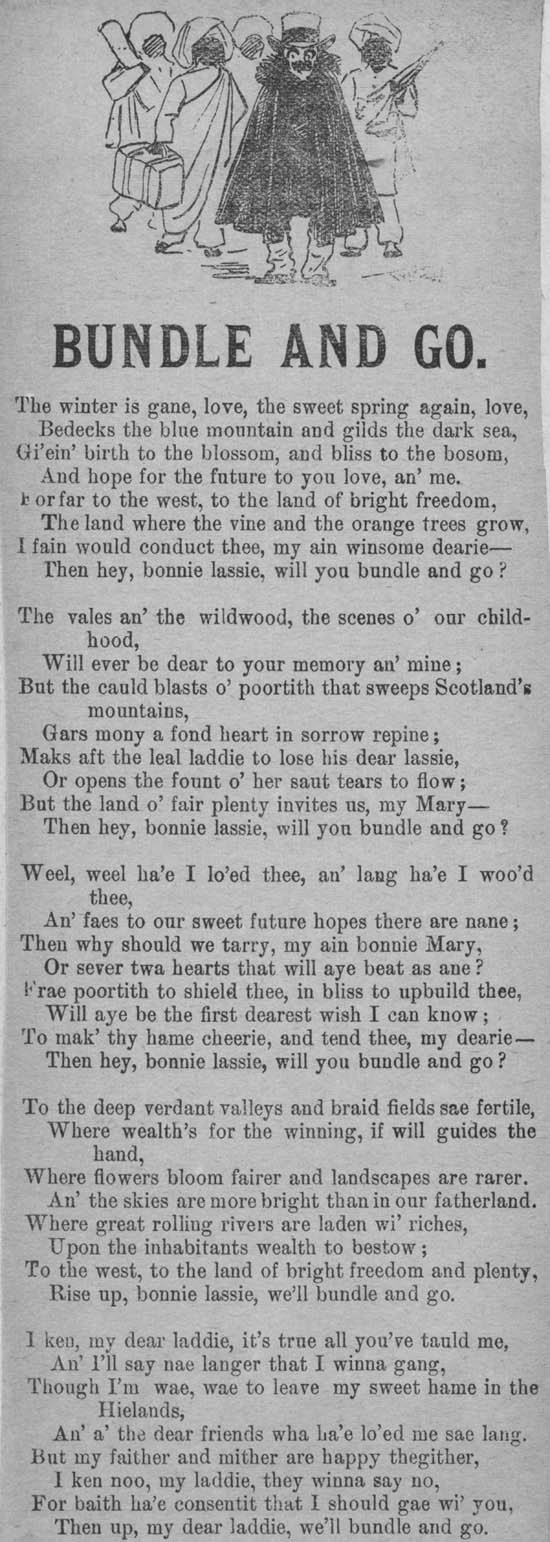 BUNDLE AND GO.
The winter is gane, love, the sweet spring again, love,
Bedecks the blue mountain and gilds the dark sea,
Gi'ein' birth to the blossom, and bliss to the bosom,
And hope for the future to you love, an' me.
For far to the west, to the land of bright freedom,
The land where the vine and the orange trees grow,
I fain would conduct thee, my ain winsome dearie—
Then hey, bonnie lassie, will you bundle and go?
The vales an' the wildwood, the scenes o' our child-
hood,
Will ever be dear to your memory an' mine;
But the cauld blasts o' poortith that sweeps Scotland's
mountains,
Gars mony a fond heart in sorrow repine;
Maks aft the leal laddie to lose his dear lassie,
Or opens the fount o' her saut tears to flow;
But the land o' fair plenty invites us, my Mary—
Then hey, bonnie lassie, will you bundle and go?
Weel, weel ha'e I lo'ed thee, an' lang ha'e I woo'd
thee,
An' faes to our sweet future hopes there are nane;
Then why should we tarry, my ain bonnie Mary,
Or sever twa hearts that will aye beat as ane?
Frae poortith to shield thee, in bliss to upbuild thee,
Will aye be the first dearest wish I can know;
To mak' thy hame cheerie, and tend thee, my dearie—
Then hey, bonnie lassie, will you bundle and go?
To the deep verdant valleys and braid fields sae fertile,
Where wealth's for the winning, if will guides the
hand,
Where flowers bloom fairer and landscapes are rarer.
An' the skies are more bright than in our fatherland.
Where great rolling rivers are laden wi' riches,
Upon the inhabitants wealth to bestow;
To the west, to the land of bright freedom and plenty,
Rise up, bonnie lassie, we'll bundle and go.
I ken, my dear laddie, it's true all you've tauld me,
An' I'll say nae langer that I winna gang,
Though I'm wae, wae to leave my sweet hame in the
Hielands,
An' a' the dear friends wha ha'e lo'ed me sae lang.
But my faither and mither are happy thegither,
I ken noo, my laddie, they winna say no,
For baith ha'e consentit that I should gae wi' you,
Then up, my dear laddie, we'll bundle and go.